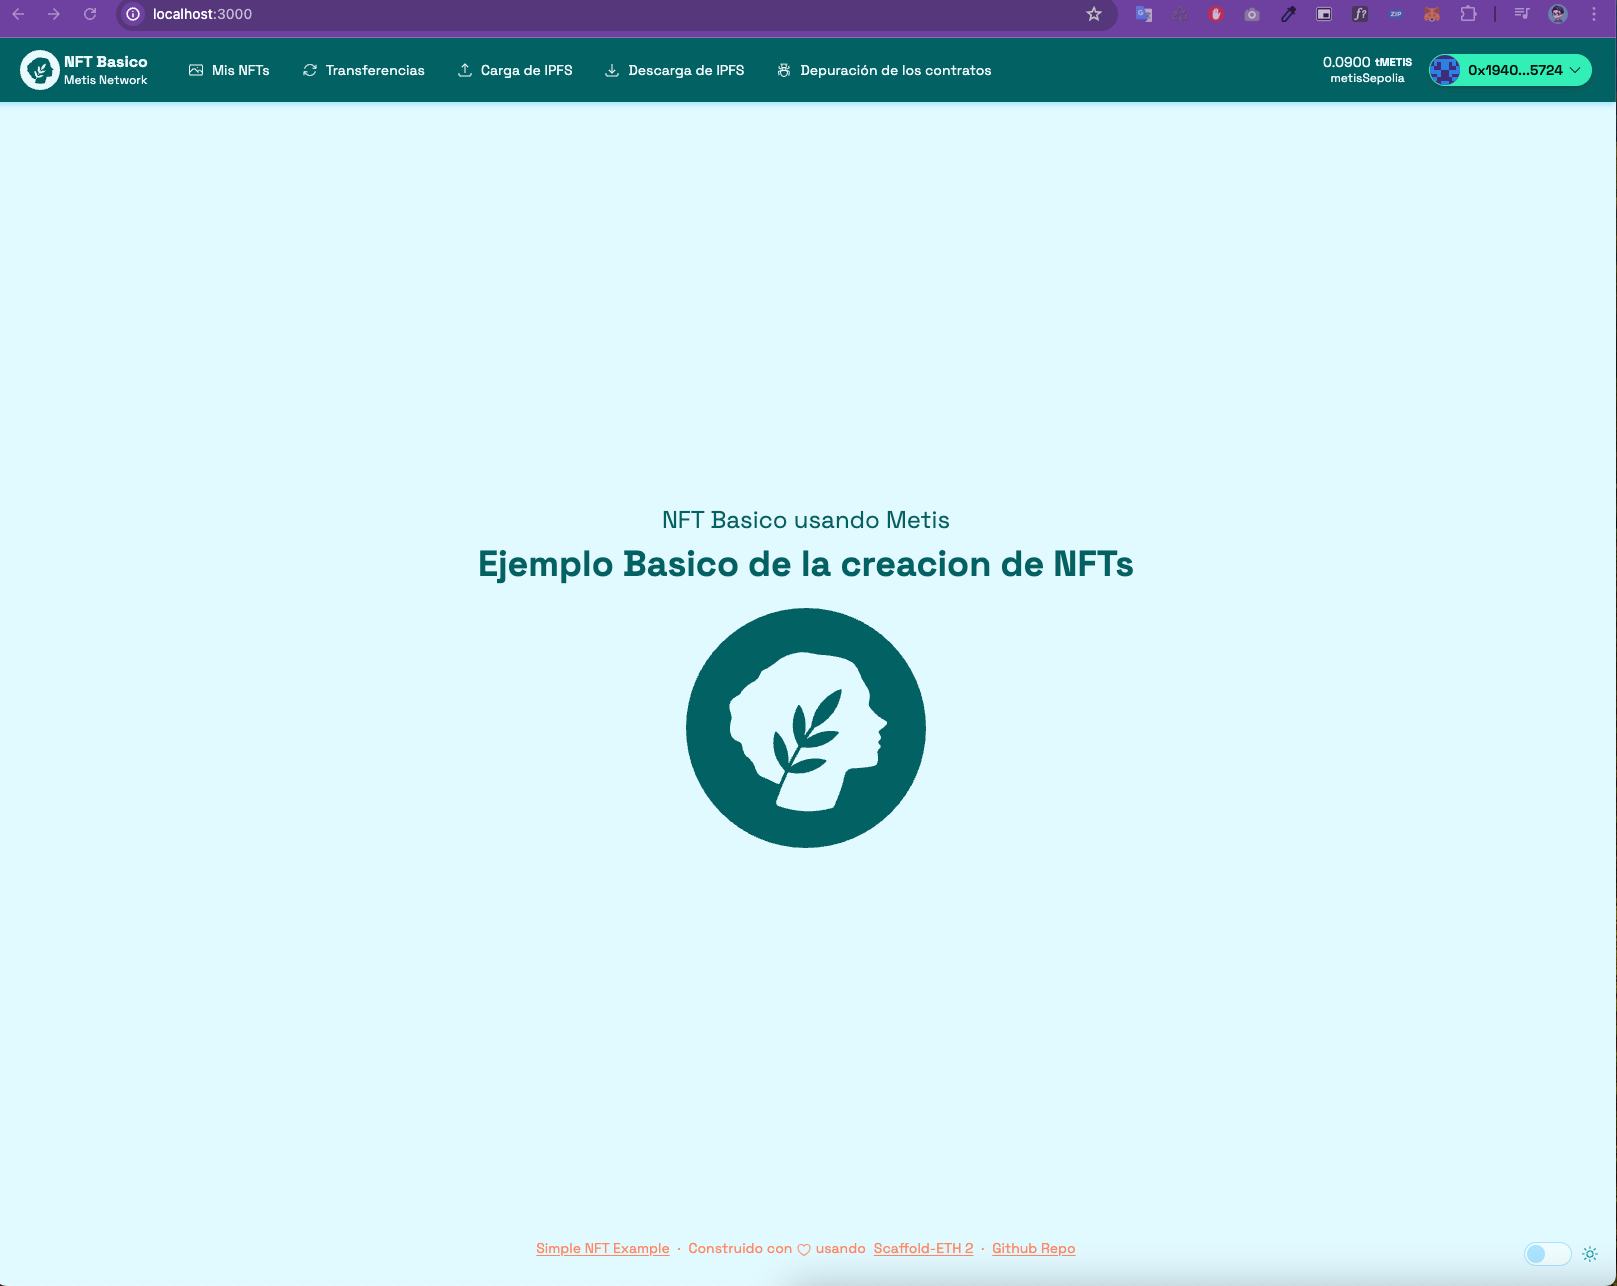 localhost:3000
NFT Basico
Metis Network
Mis NFTs
Transferencias
Carga de IPFS
Descarga de IPFS
Depuración de los contratos
0.0900 tMETIS
metisSepolia
0x1940...5724
NFT Basico usando Metis
Ejemplo Basico de la creacion de NFTs
Simple NFT Example · Construido con ♡ usando Scaffold-ETH 2 · Github Repo